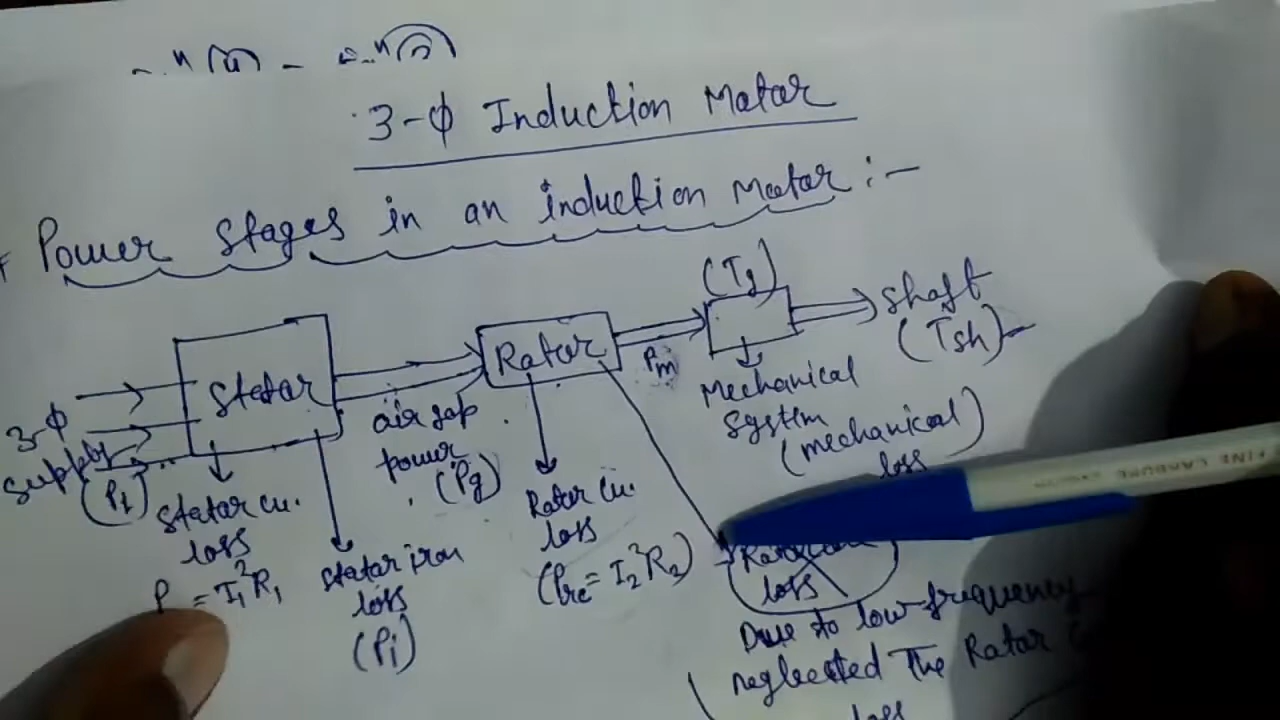 3-Φ Induction Motor
Power Stages in an induction Motor :-
(Tg)
Shaft
(Tsh)
Stator
Rotor
Pm
3-Φ
Supply
air gap
power
(Pg)
Mechanical
System
(mechanical)
loss
Stator cu.
loss
P = I₁²R₁
Stator iron
loss
(Pi)
Rotor cu.
loss
(Prc = I₂²R₂)
loss
Due to low frequency
neglected The Rotor
loss